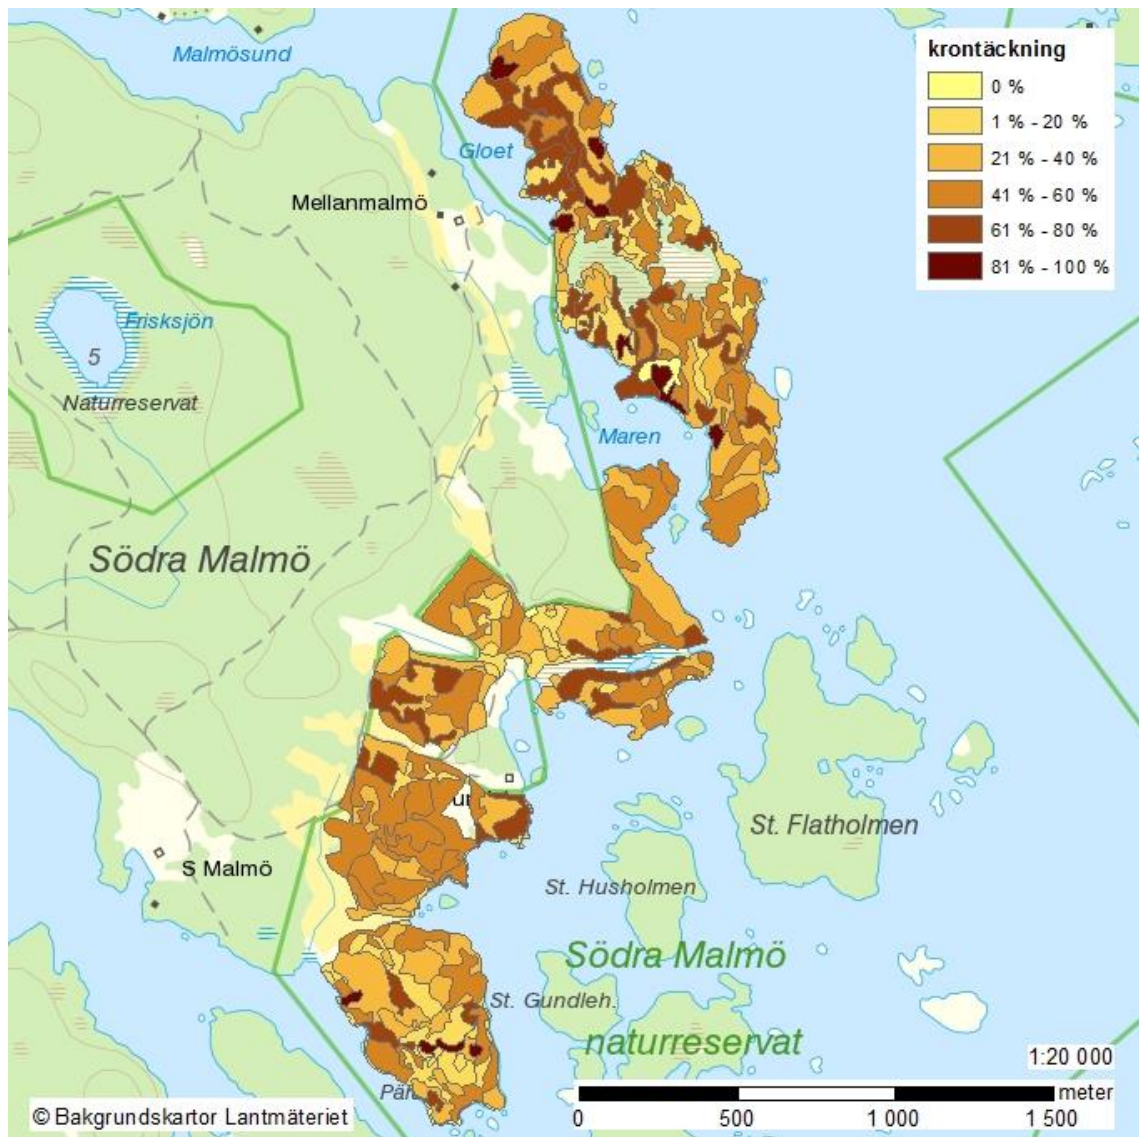 Malmösund
Gloet
Mellanmalmö
Frisksjön
5
Naturreservat
Maren
Södra Malmö
St. Flatholmen
S Malmö
St. Husholmen
Södra Malmö
naturreservat
St. Gundleh.
krontäckning
0 %
1 % - 20 %
21 % - 40 %
41 % - 60 %
61 % - 80 %
81 % - 100 %
1:20 000
meter
0 500 1 000 1 500
© Bakgrundskartor Lantmäteriet